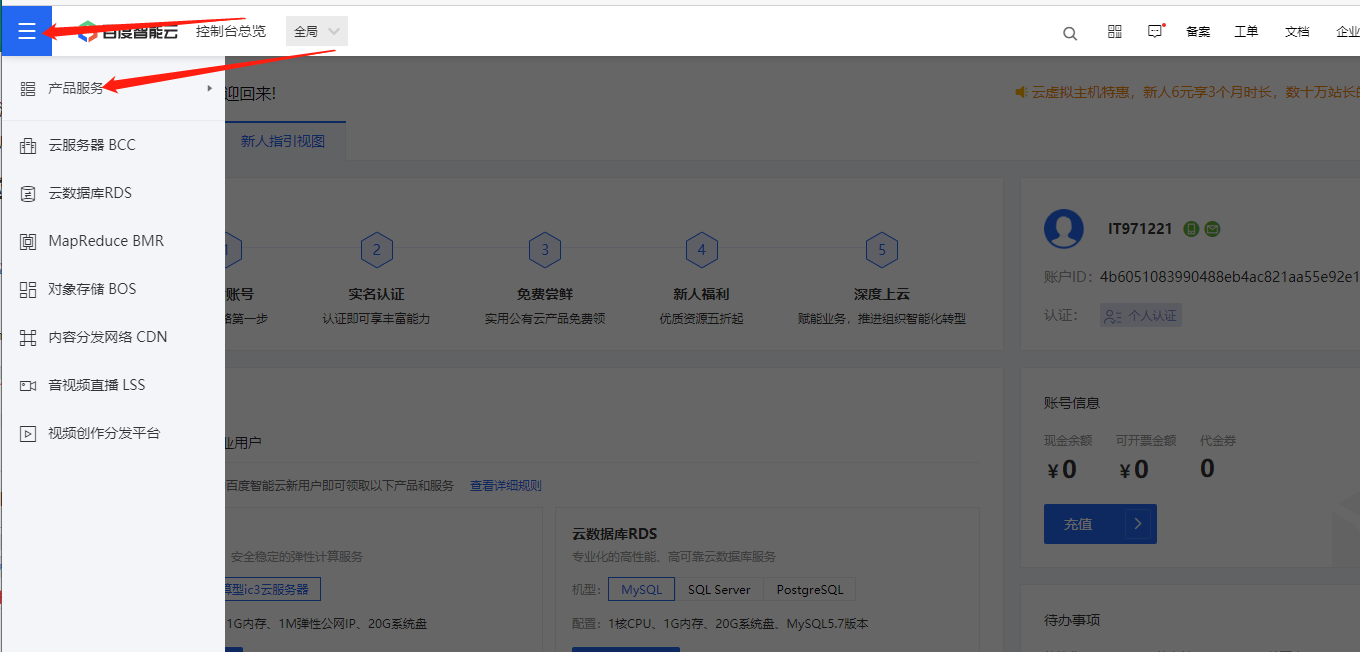 百度智能云 控制台总览 全局 备案 工单 文档 企业
产品服务
迎回来!
云虚拟主机特惠，新人6元享3个月时长，数十万站长的
云服务器 BCC
新人指引视图
云数据库RDS
MapReduce BMR
对象存储 BOS
内容分发网络 CDN
音视频直播 LSS
视频创作分发平台
1 2 3 4 5
账号 实名认证 免费尝鲜 新人福利 深度上云
第一步 认证即可享丰富能力 实用公有云产品免费领 优质资源五折起 赋能业务，推进组织智能化转型
IT971221
账户ID： 4b6051083990488eb4ac821aa55e92e1
认证： 个人认证
账号信息
现金余额 可开票金额 代金券
¥0 ¥0 0
充值
业用户
百度智能云新用户即可领取以下产品和服务 查看详细规则
云数据库RDS
安全稳定的弹性计算服务 专业化的高性能、高可靠云数据库服务
算型ic3云服务器 机型： MySQL SQL Server PostgreSQL
1G内存、1M弹性公网IP、20G系统盘 配置： 1核CPU、1G内存、20G系统盘、MySQL5.7版本
待办事项